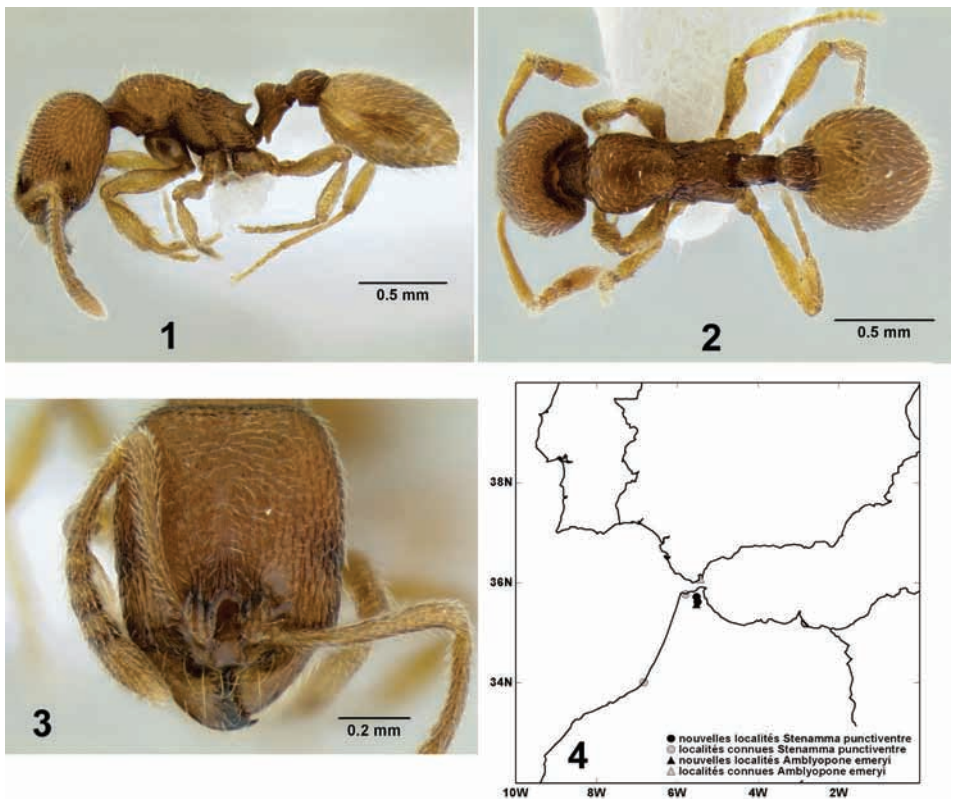 0.5 mm
1
0.5 mm
2
0.2 mm
3
38N
36N
34N
10W 8W 6W 4W 2W
nouvelles localités Stenamma punctiventre
localités connues Stenamma punctiventre
nouvelles localités Amblyopone emeryi
localités connues Amblyopone emeryi
4